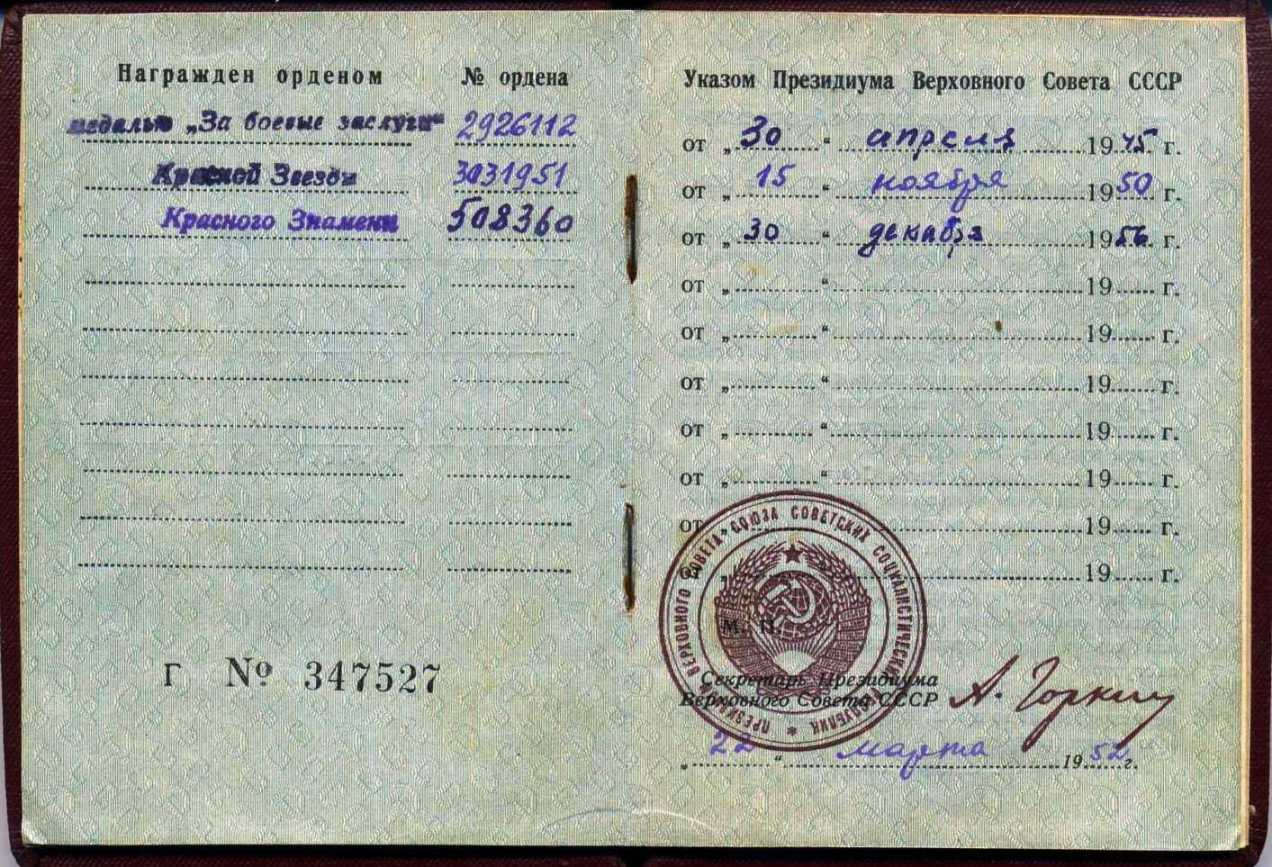 Награжден орденом № ордена
медалью „За боевые заслуги“ 2926112
Красной Звезды 3031951
Красного Знамени 508360
Г № 347527
Указом Президиума Верховного Совета СССР
от „30“ апреля 1945 г.
от „15“ ноября 1950 г.
от „30“ декабря 1956 г.
от „ “ 19 г.
от „ “ 19 г.
от „ “ 19 г.
от „ “ 19 г.
от „ “ 19 г.
от 19 г.
19 г.
ПРЕЗИДИУМ ВЕРХОВНОГО СОВЕТА СОЮЗА СОВЕТСКИХ СОЦИАЛИСТИЧЕСКИХ РЕСПУБЛИК
М. П.
Секретарь Президиума
Верховного Совета СССР А. Горкин
„22“ марта 1952 г.